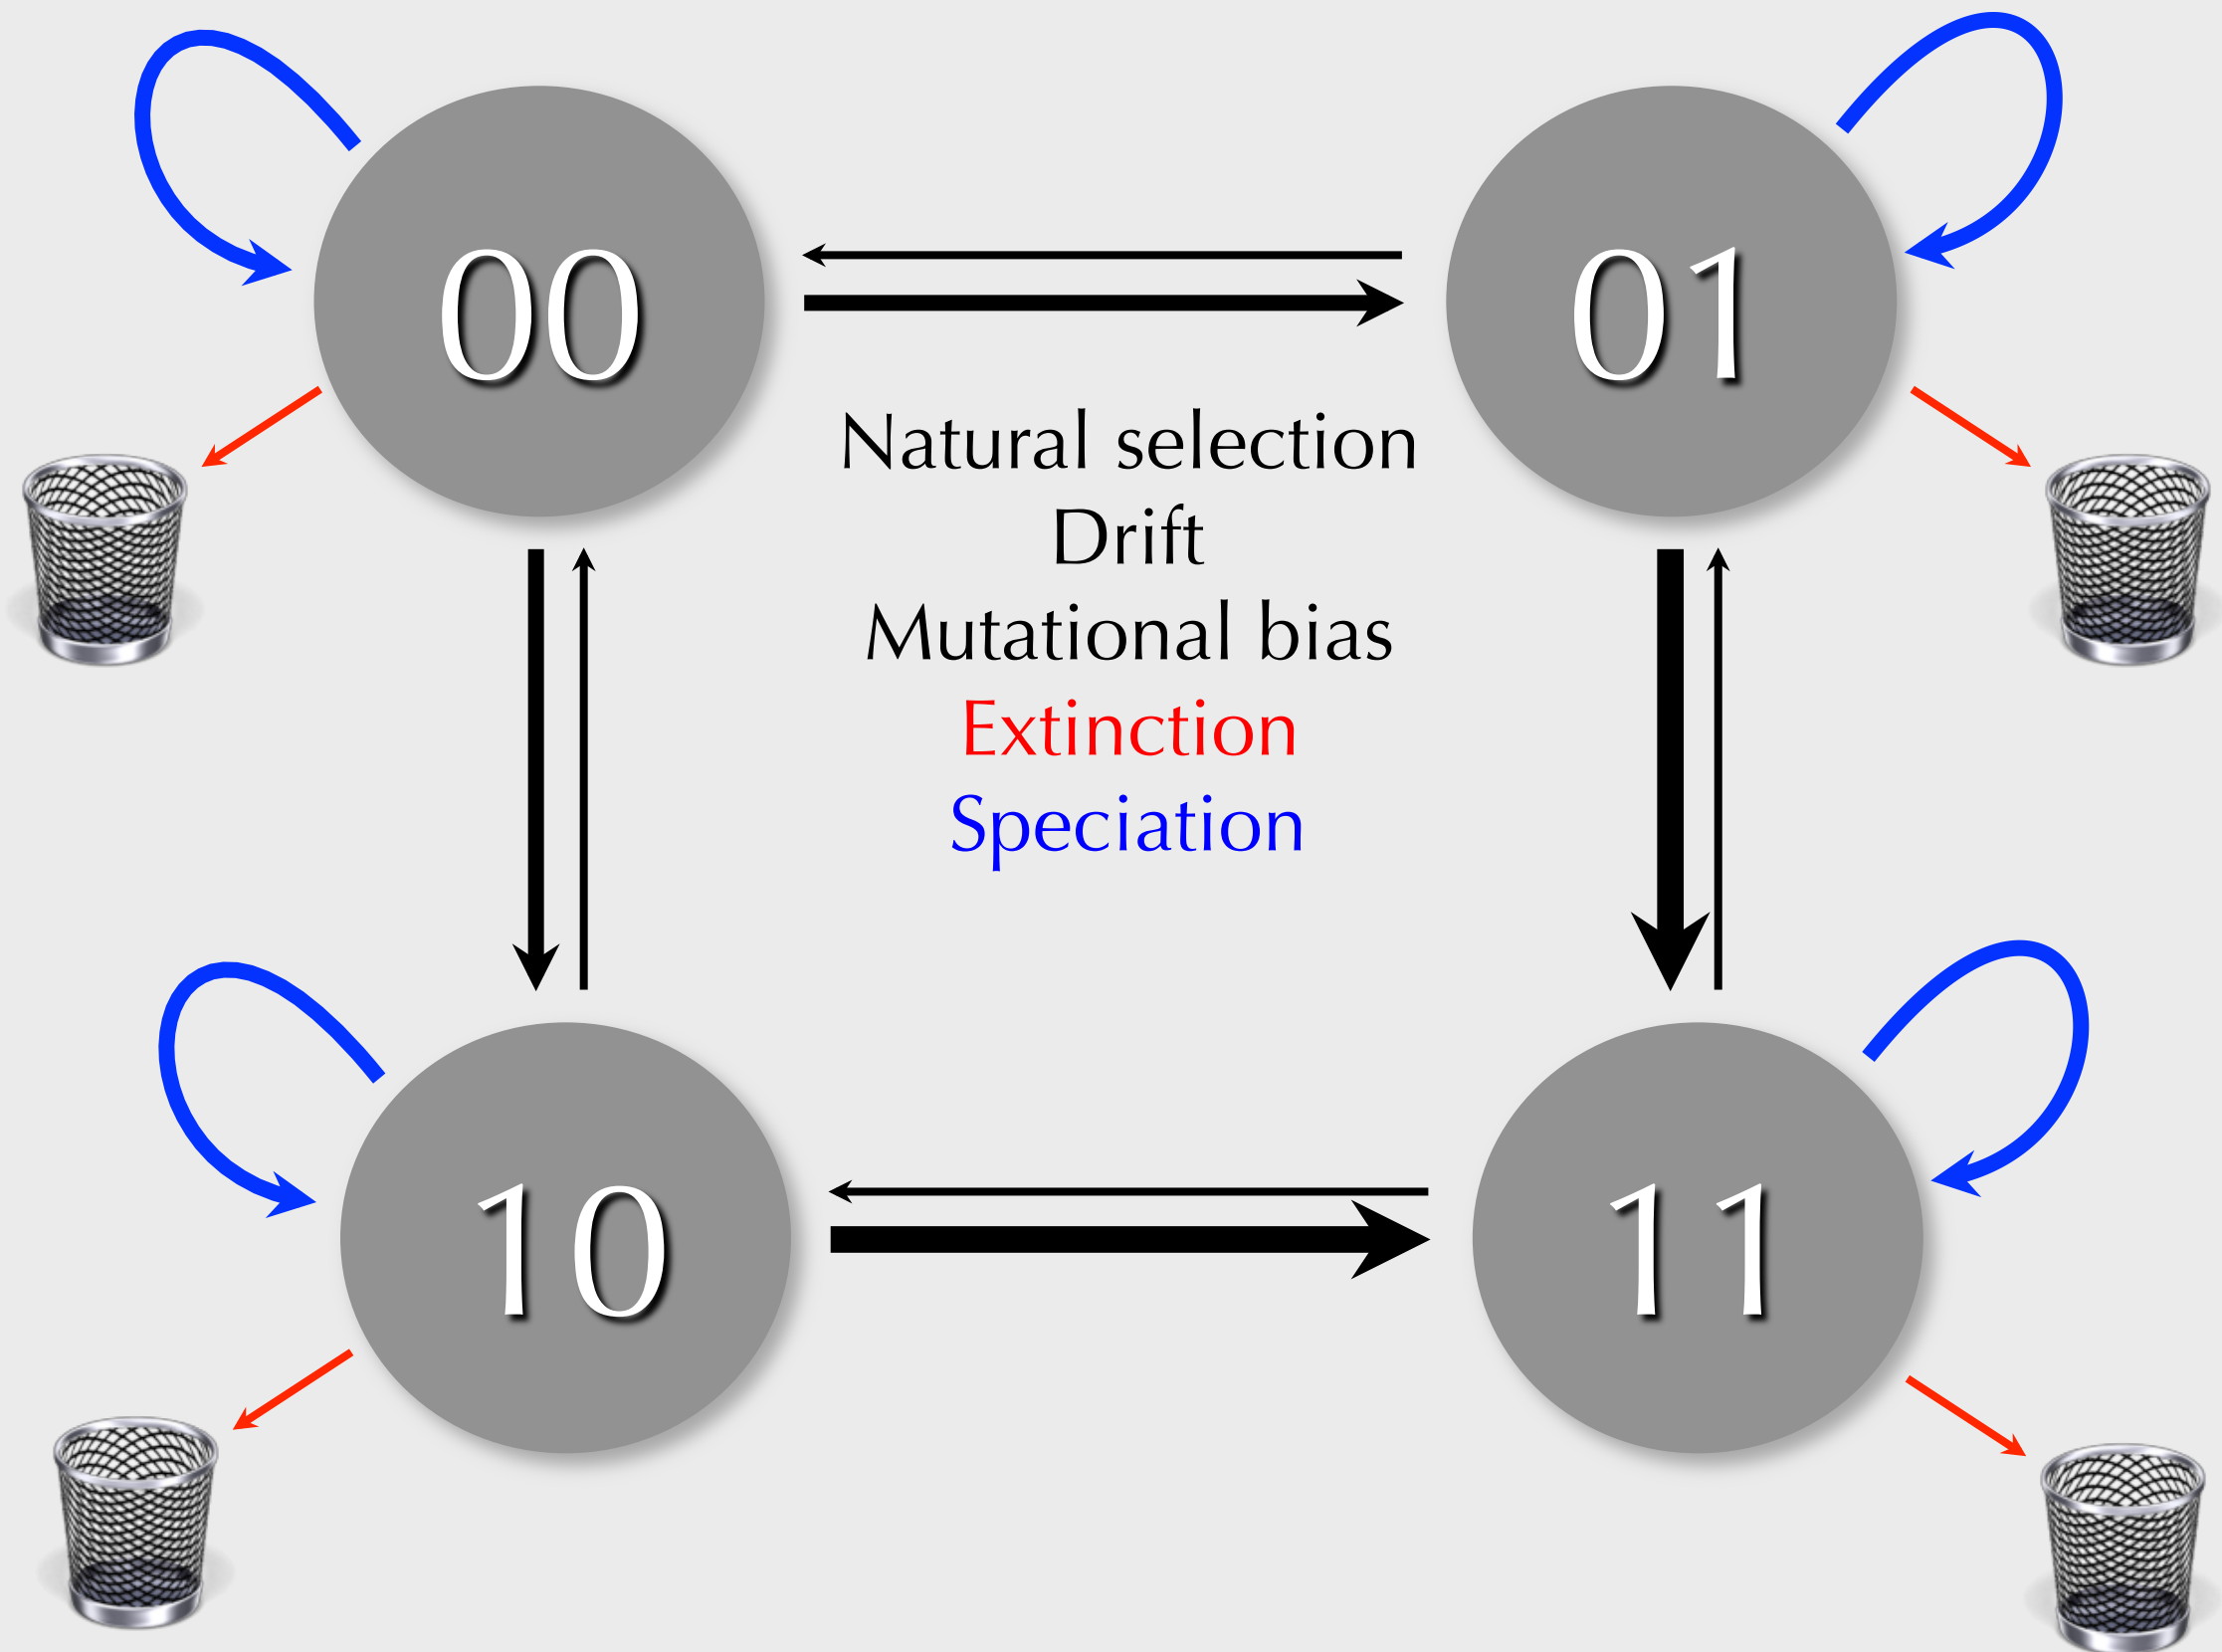 00
01
Natural selection
Drift
Mutational bias
Extinction
Speciation
10
11